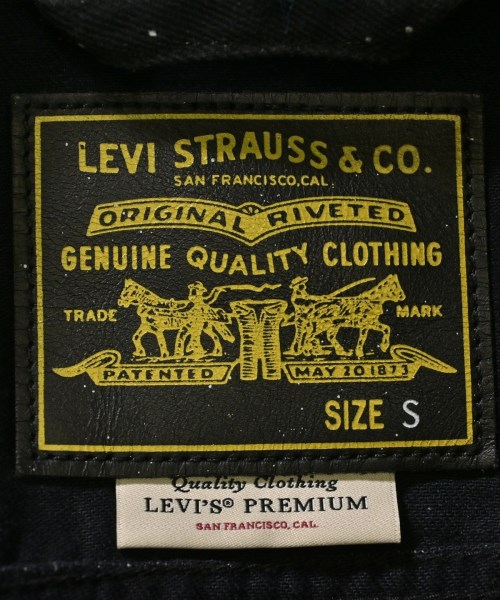 LEVI STRAUSS & CO.
SAN FRANCISCO, CAL.
ORIGINAL RIVETED
GENUINE QUALITY CLOTHING
TRADE MARK
PATENTED MAY 20 1873
SIZE S
Quality Clothing
LEVI'S® PREMIUM
SAN FRANCISCO, CAL.